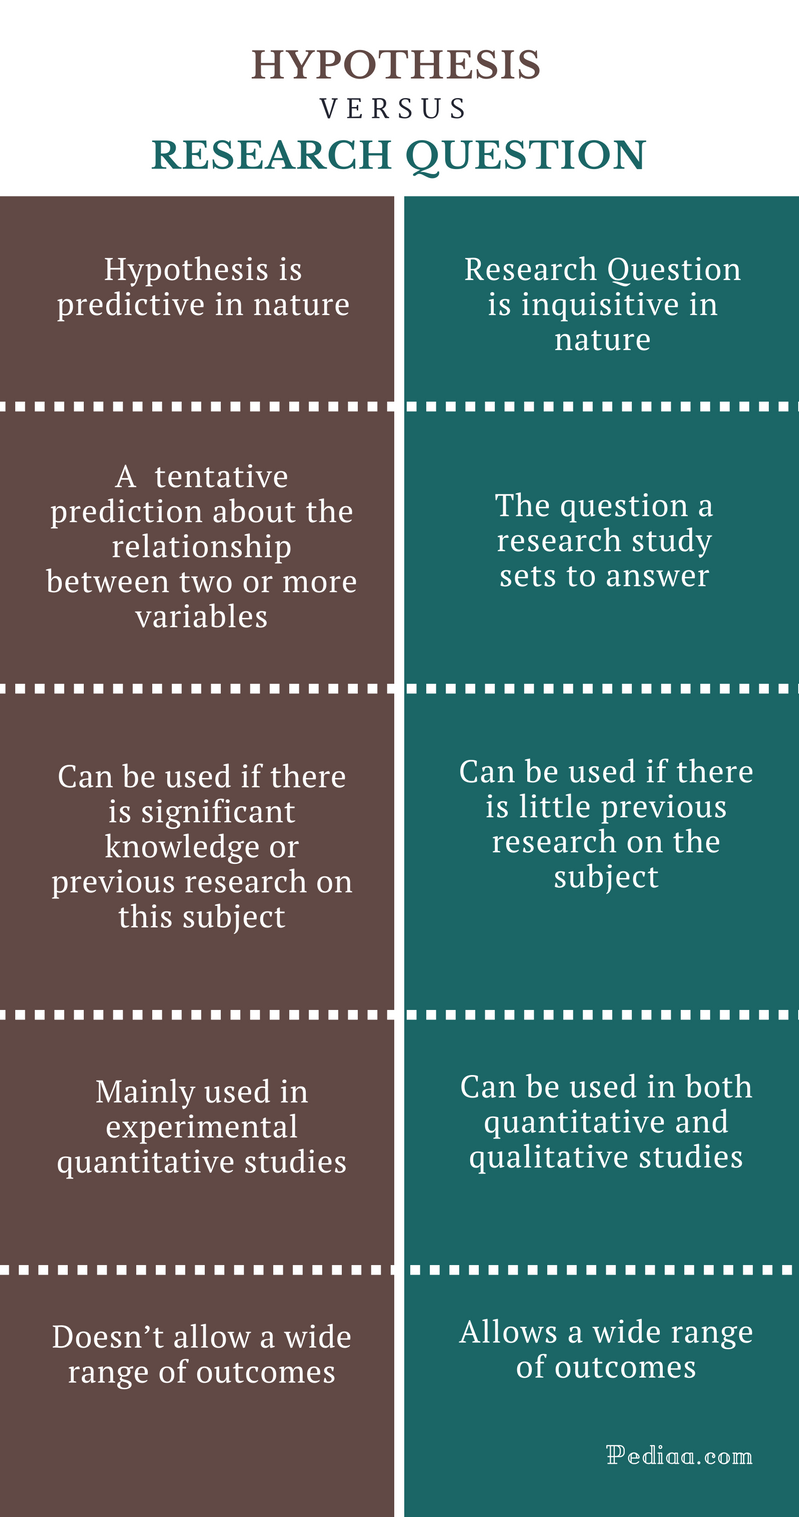 HYPOTHESIS
VERSUS
RESEARCH QUESTION
Hypothesis is
predictive in nature
Research Question
is inquisitive in
nature
A tentative
prediction about the
relationship
between two or more
variables
The question a
research study
sets to answer
Can be used if there
is significant
knowledge or
previous research on
this subject
Can be used if there
is little previous
research on the
subject
Mainly used in
experimental
quantitative studies
Can be used in both
quantitative and
qualitative studies
Doesn’t allow a wide
range of outcomes
Allows a wide range
of outcomes
Pediaa.com